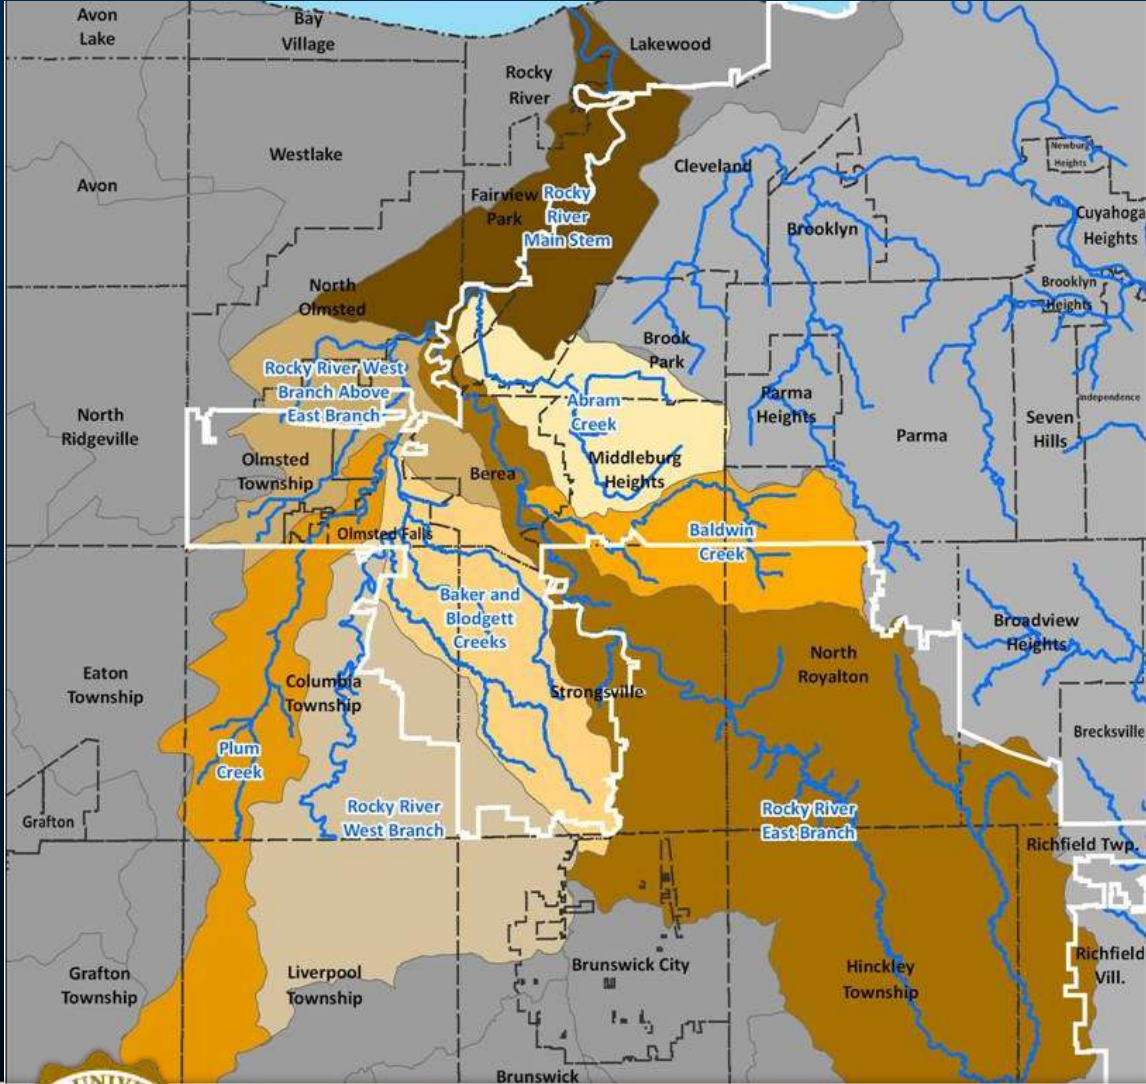 Avon
Lake
Bay
Village
Lakewood
Rocky
River
Westlake
Cleveland
Newburg
Heights
Avon
Fairview
Park
Rocky
River
Main Stem
Brooklyn
Cuyahoga
Heights
North
Olmsted
Brooklyn
Heights
Brook
Park
Rocky River West
Branch Above
East Branch
Abram
Creek
Parma
Heights
Independence
North
Ridgeville
Parma
Seven
Hills
Olmsted
Township
Berea
Middleburg
Heights
Olmsted Falls
Baldwin
Creek
Baker and
Blodgett
Creeks
Broadview
Heights
Eaton
Township
Columbia
Township
Strongsville
North
Royalton
Brecksville
Plum
Creek
Grafton
Rocky River
West Branch
Rocky River
East Branch
Richfield Twp.
Grafton
Township
Liverpool
Township
Brunswick City
Hinckley
Township
Richfield
Vill.
Brunswick
UNIV